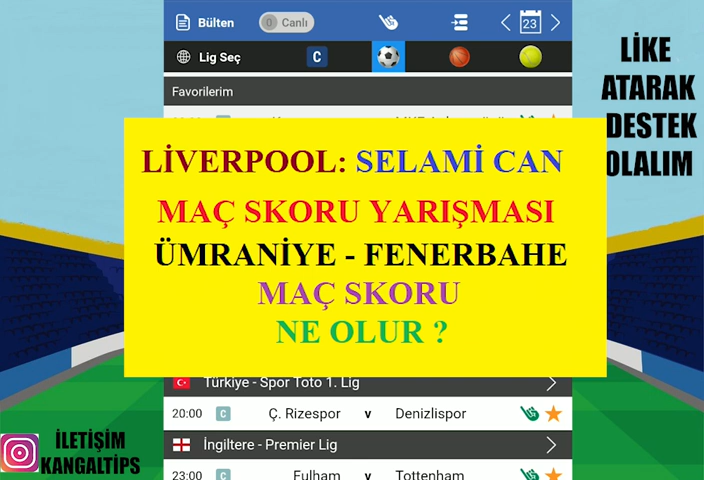 Bülten
0 Canlı
23
Lig Seç
C
Favorilerim
LİKE
ATARAK
DESTEK
OLALIM
LİVERPOOL: SELAMİ CAN
MAÇ SKORU YARIŞMASI
ÜMRANİYE - FENERBAHE
MAÇ SKORU
NE OLUR ?
Türkiye - Spor Toto 1. Lig
20:00 C Ç. Rizespor v Denizlispor
İngiltere - Premier Lig
23:00 C Fulham v Tottenham
İLETİŞİM
KANGALTİPS